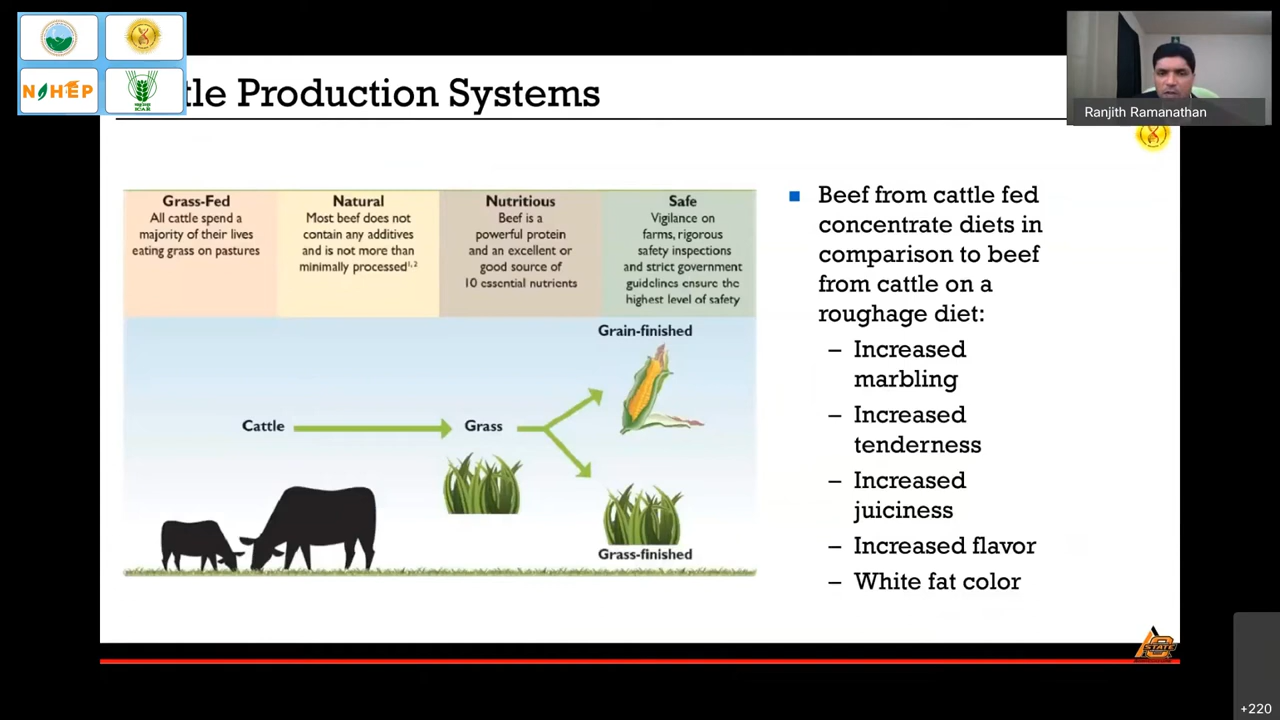 NAHEP
ICAR
tle Production Systems
Ranjith Ramanathan
Grass-Fed
All cattle spend a
majority of their lives
eating grass on pastures
Natural
Most beef does not
contain any additives
and is not more than
minimally processed¹,²
Nutritious
Beef is a
powerful protein
and an excellent or
good source of
10 essential nutrients
Safe
Vigilance on
farms, rigorous
safety inspections
and strict government
guidelines ensure the
highest level of safety
Grain-finished
Cattle
Grass
Grass-finished
Beef from cattle fed
concentrate diets in
comparison to beef
from cattle on a
roughage diet:
– Increased
marbling
– Increased
tenderness
– Increased
juiciness
– Increased flavor
– White fat color
STATE
+220